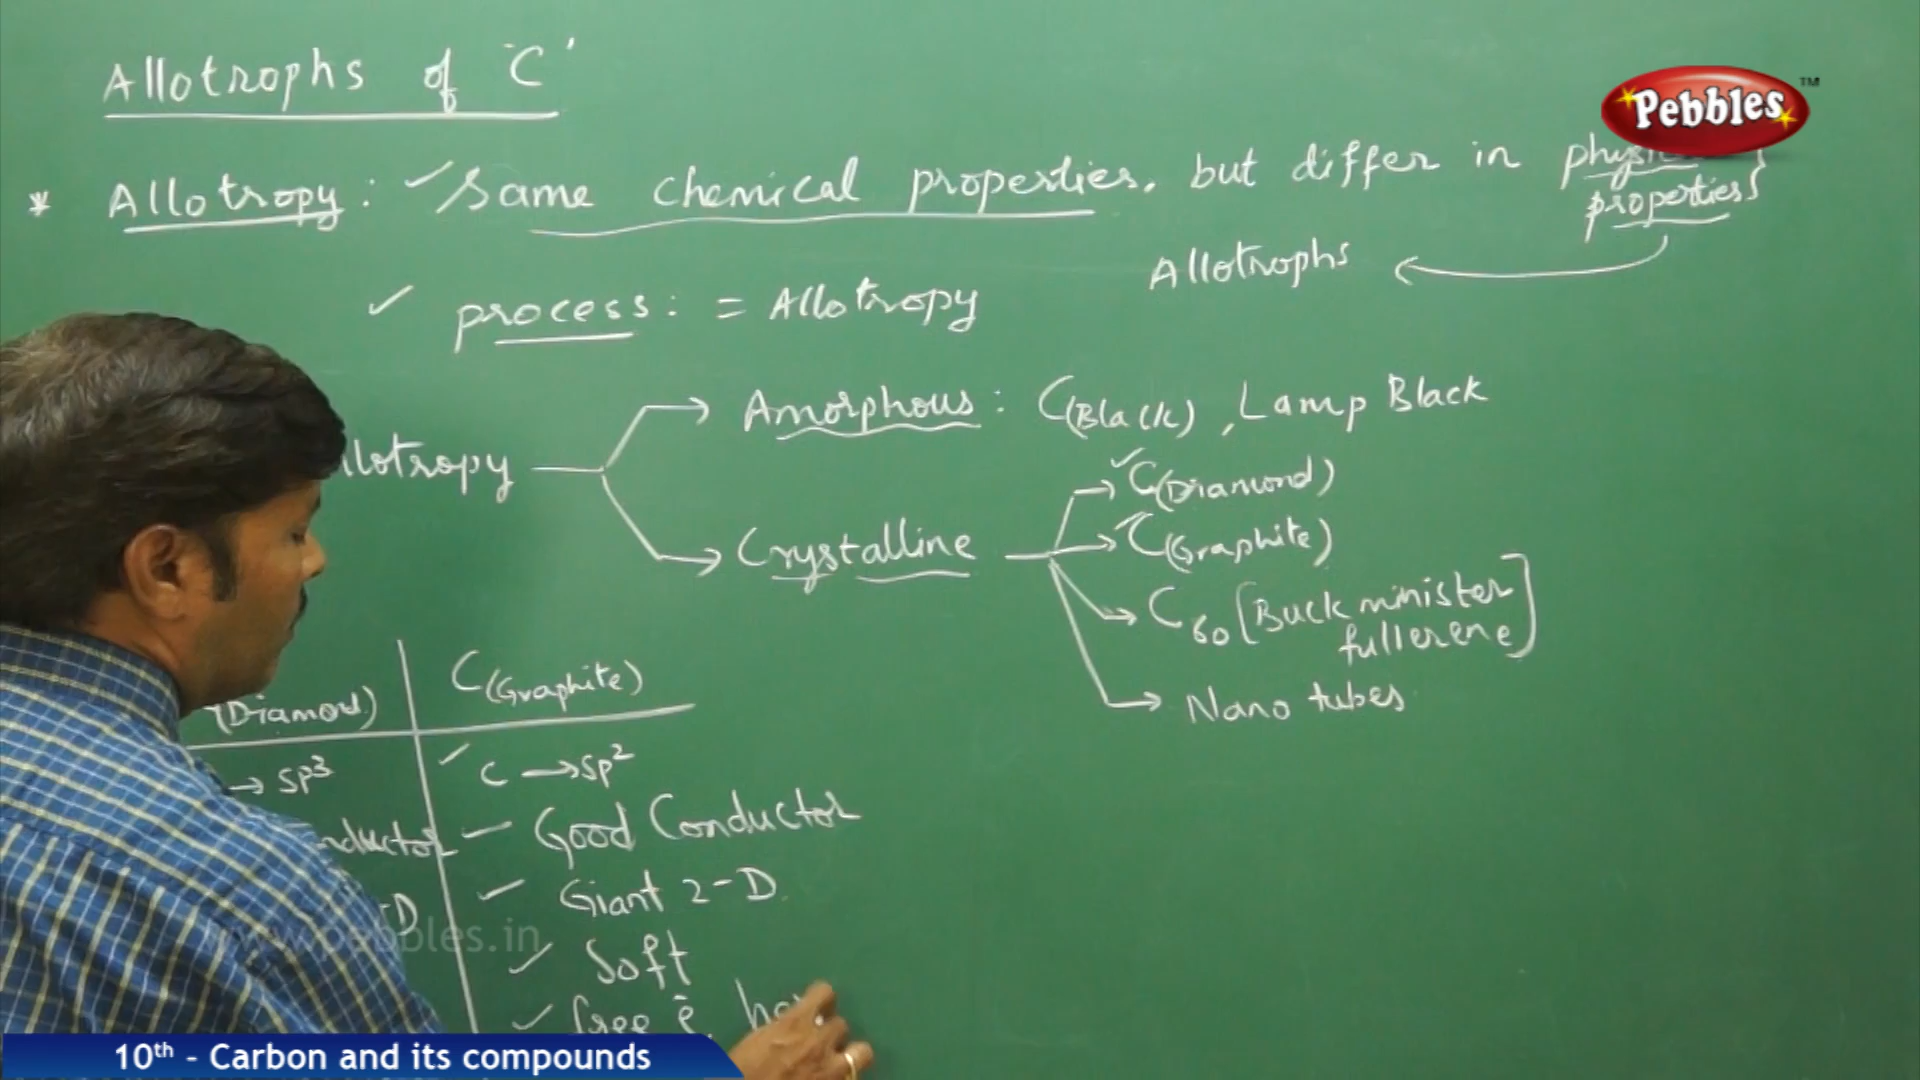 Allotrophs of 'C'
Pebbles TM
* Allotropy : ✓ Same chemical properties, but differ in
properties
Allotrophs
✓ process : = Allotropy
Amorphous : C(Black), Lamp Black
llotropy
✓ C(Diamond)
Crystalline ✓ C(Graphite)
C60 [Buck minister
fullerene]
Nano tubes
(Diamond) C(Graphite)
→ SP3 ✓ C → SP2
nductor ✓ Good Conductor
-D ✓ Giant 2-D
www.pebbles.in
✓ Soft
✓ free e-
10th - Carbon and its compounds